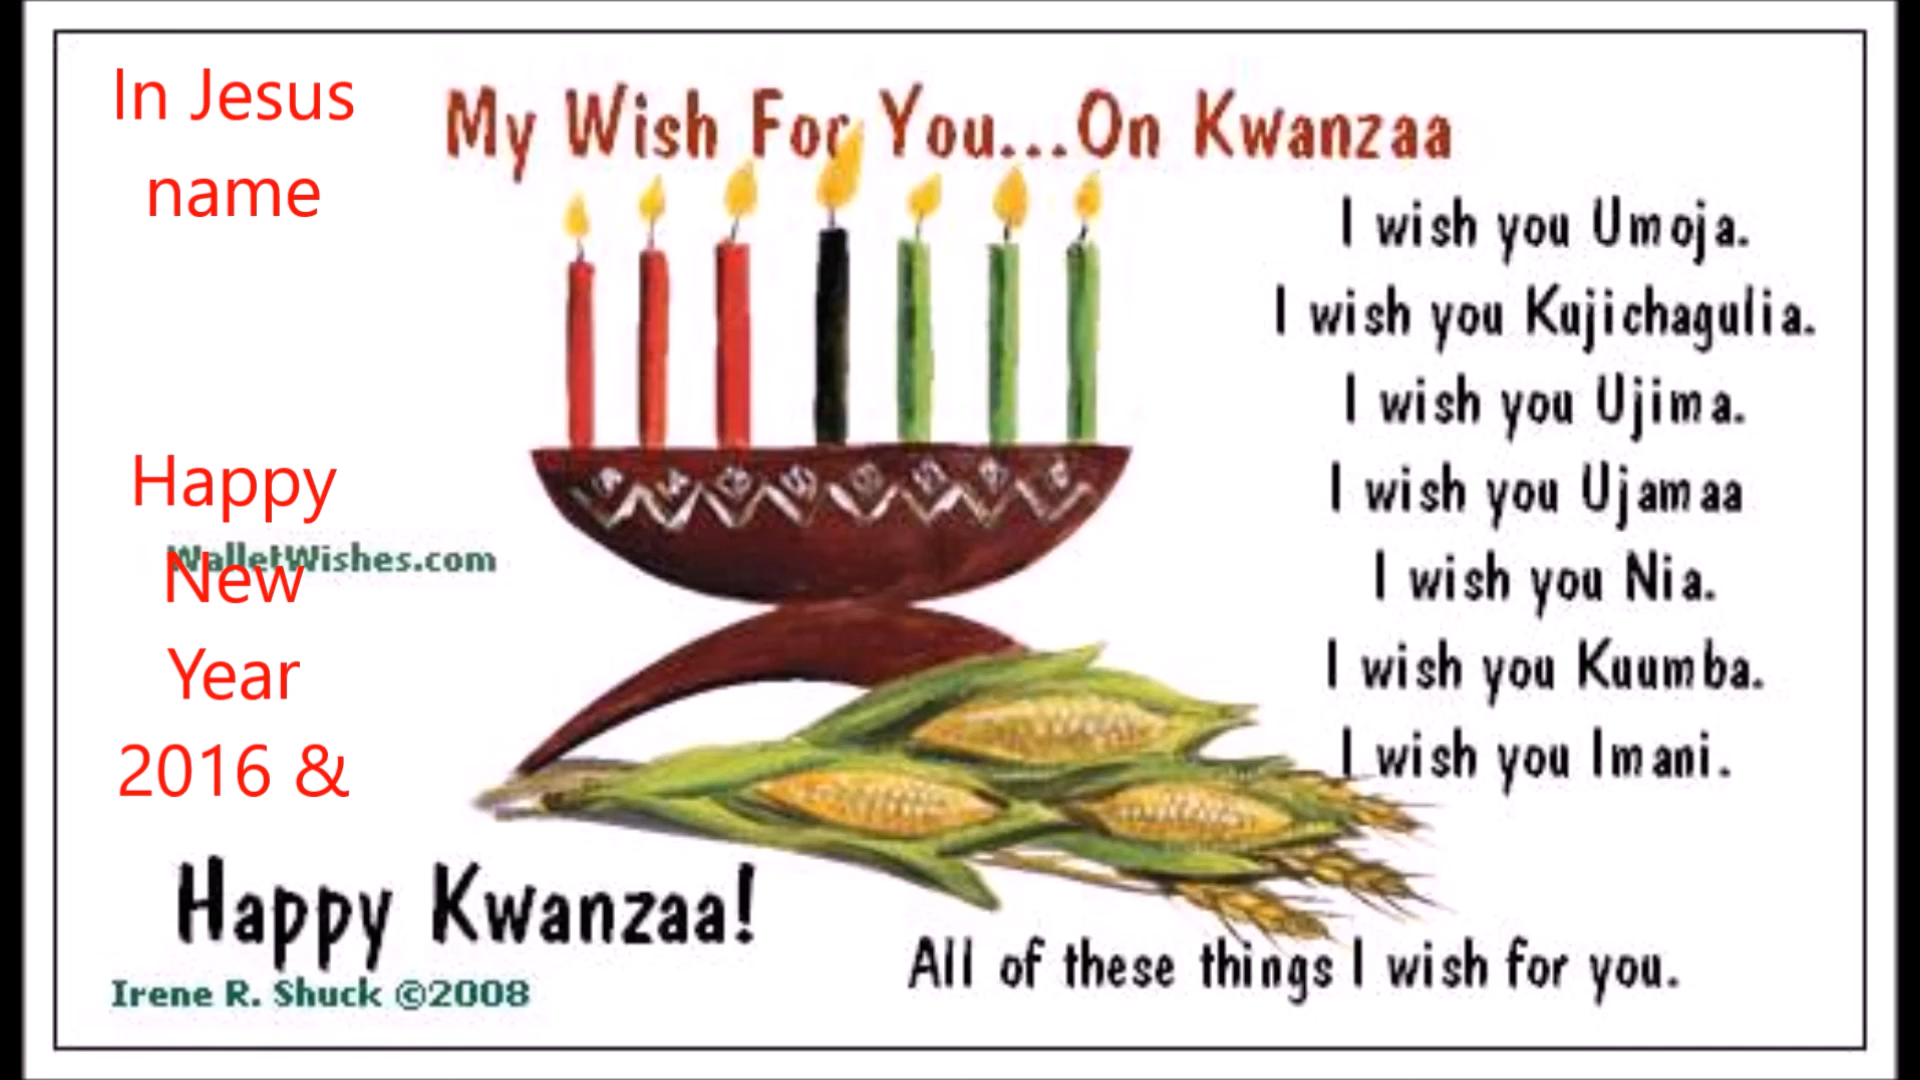 In Jesus
name
My Wish For You...On Kwanzaa
I wish you Umoja.
I wish you Kujichagulia.
I wish you Ujima.
I wish you Ujamaa
I wish you Nia.
I wish you Kuumba.
I wish you Imani.
Happy
WalletWishes.com
New
Year
2016 &
Happy Kwanzaa!
All of these things I wish for you.
Irene R. Shuck ©2008